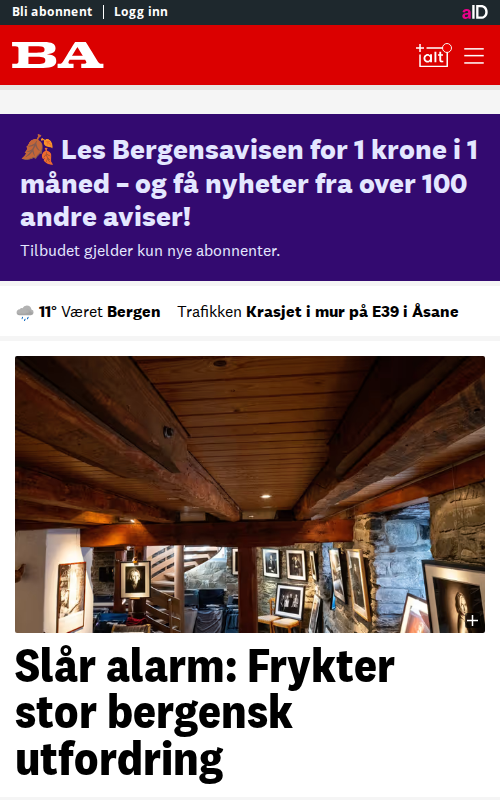 Bli abonnent | Logg inn
aID
BA
+alt
🍂 Les Bergensavisen for 1 krone i 1
måned – og få nyheter fra over 100
andre aviser!
Tilbudet gjelder kun nye abonnenter.
11° Været Bergen Trafikken Krasjet i mur på E39 i Åsane
Slår alarm: Frykter
stor bergensk
utfordring